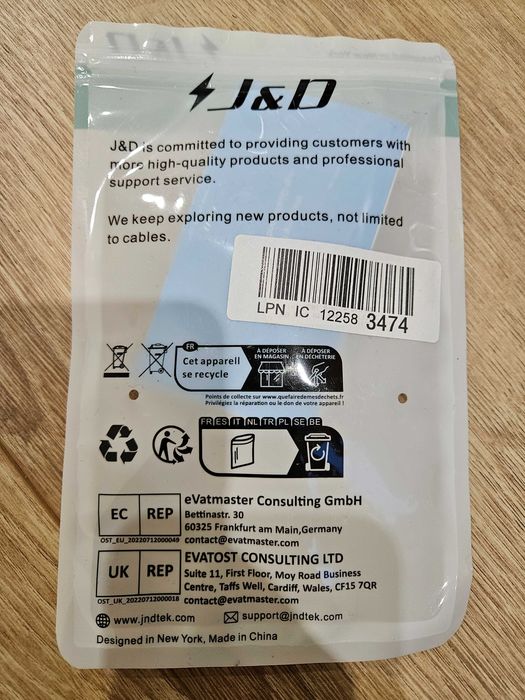 J&D
J&D is committed to providing customers with
more high-quality products and professional
support service.
We keep exploring new products, not limited
to cables.
LPN IC 12258 3474
FR
Cet appareil
se recycle
À DÉPOSER
EN MAGASIN
À DÉPOSER
EN DÉCHÈTERIE
Points de collecte sur www.quefairedemesdechets.fr
Privilégiez la réparation ou le don de votre appareil !
FR ES IT NL TR PL SE BE
EC REP
OST_EU_20220712000049
eVatmaster Consulting GmbH
Bettinastr. 30
60325 Frankfurt am Main,Germany
contact@evatmaster.com
UK REP
OST_UK_20220712000018
EVATOST CONSULTING LTD
Suite 11, First Floor, Moy Road Business
Centre, Taffs Well, Cardiff, Wales, CF15 7QR
contact@evatmaster.com
www.jndtek.com support@jndtek.com
Designed in New York, Made in China